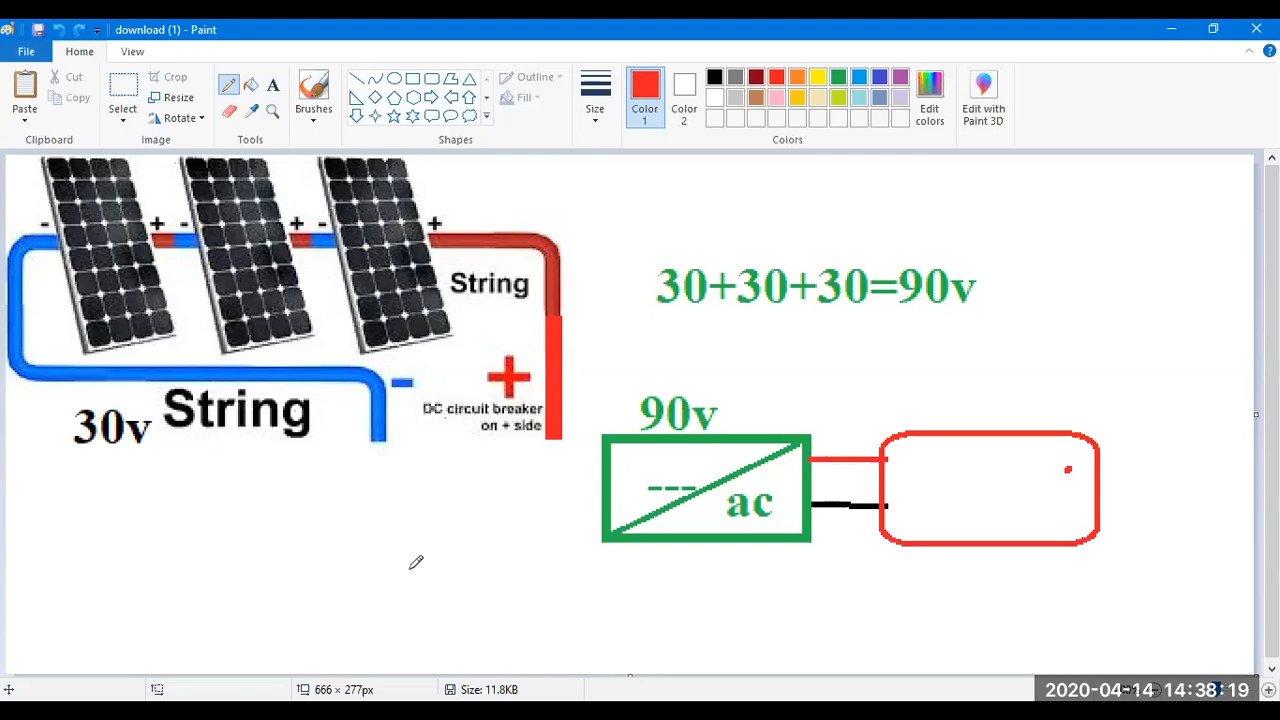 download (1) - Paint
File Home View
Paste
Cut
Copy
Clipboard
Select
Crop
Resize
Rotate
Image
A
Tools
Brushes
Shapes
Outline
Fill
Size
Color 1
Color 2
Colors
Edit colors
Edit with Paint 3D
- + - + - +
String
30+30+30=90v
+
-
DC circuit breaker
on + side
30v String
90v
---
ac
666 × 277px
Size: 11.8KB
2020-04-14 14:38:19